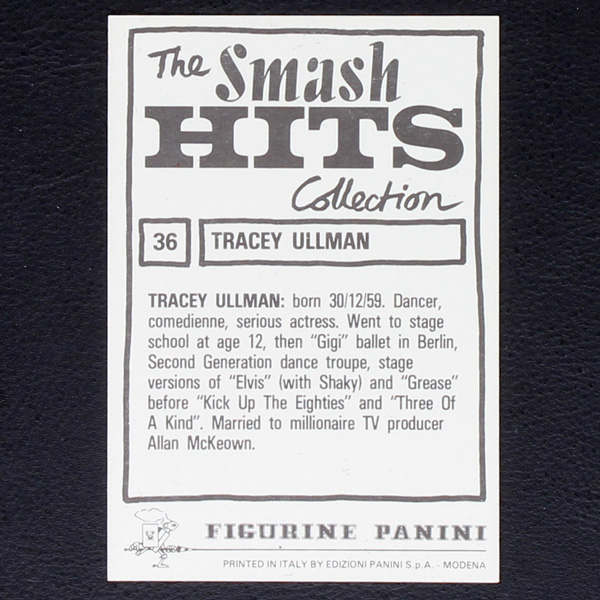 The Smash
HITS
Collection
36 TRACEY ULLMAN
TRACEY ULLMAN: born 30/12/59. Dancer,
comedienne, serious actress. Went to stage
school at age 12, then "Gigi" ballet in Berlin,
Second Generation dance troupe, stage
versions of "Elvis" (with Shaky) and "Grease"
before "Kick Up The Eighties" and "Three Of
A Kind". Married to millionaire TV producer
Allan McKeown.
FIGURINE PANINI
PRINTED IN ITALY BY EDIZIONI PANINI S.p.A. - MODENA